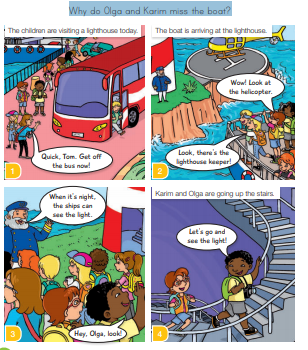 Why do Olga and Karim miss the boat?
The children are visiting a lighthouse today.
Quick, Tom. Get off
the bus now!
1
The boat is arriving at the lighthouse.
Wow! Look at
the helicopter.
Look, there's the
lighthouse keeper!
2
When it's night,
the ships can
see the light.
Hey, Olga, look!
3
Karim and Olga are going up the stairs.
Let's go and
see the light!
4